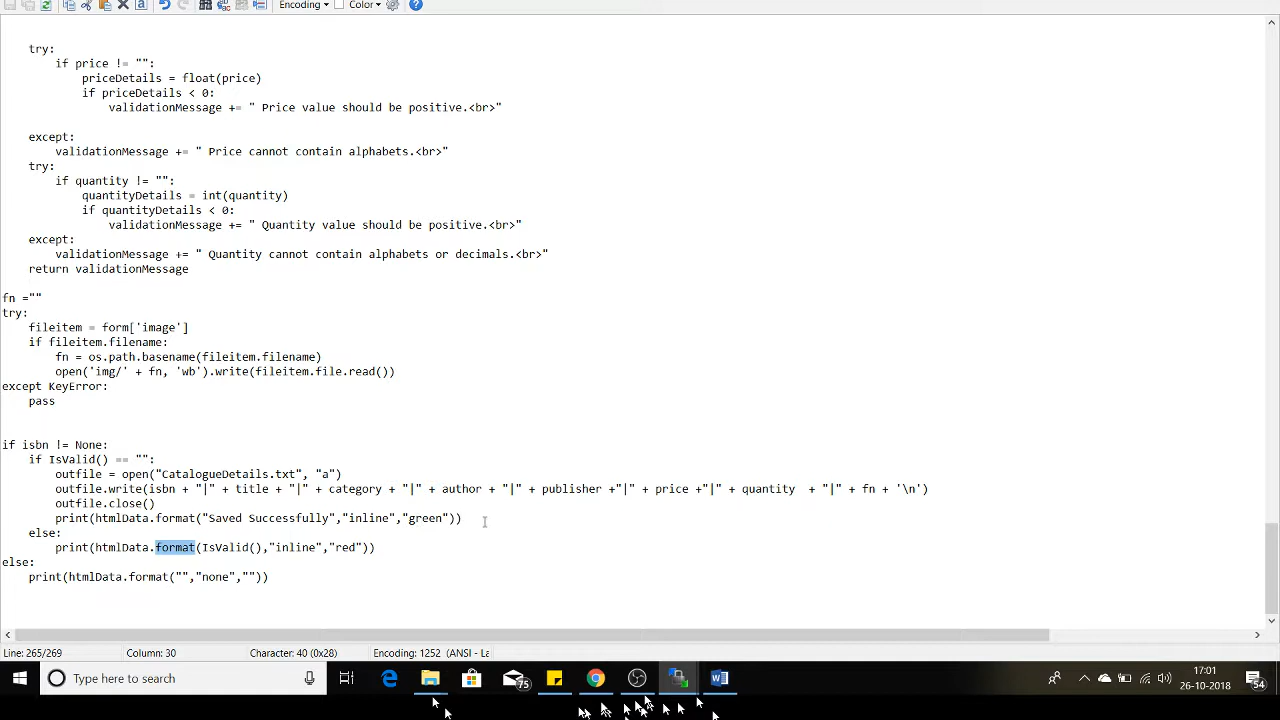 Encoding Color
try:
if price != "":
priceDetails = float(price)
if priceDetails < 0:
validationMessage += " Price value should be positive.<br>"
except:
validationMessage += " Price cannot contain alphabets.<br>"
try:
if quantity != "":
quantityDetails = int(quantity)
if quantityDetails < 0:
validationMessage += " Quantity value should be positive.<br>"
except:
validationMessage += " Quantity cannot contain alphabets or decimals.<br>"
return validationMessage
fn =""
try:
fileitem = form['image']
if fileitem.filename:
fn = os.path.basename(fileitem.filename)
open('img/' + fn, 'wb').write(fileitem.file.read())
except KeyError:
pass
if isbn != None:
if IsValid() == "":
outfile = open("CatalogueDetails.txt", "a")
outfile.write(isbn + "|" + title + "|" + category + "|" + author + "|" + publisher +"|" + price +"|" + quantity  + "|" + fn + '\n')
outfile.close()
print(htmlData.format("Saved Successfully","inline","green"))
else:
print(htmlData.format(IsValid(),"inline","red"))
else:
print(htmlData.format("","none",""))
Line: 265/269 Column: 30 Character: 40 (0x28) Encoding: 1252 (ANSI - La
Type here to search 75 17:01
26-10-2018 54